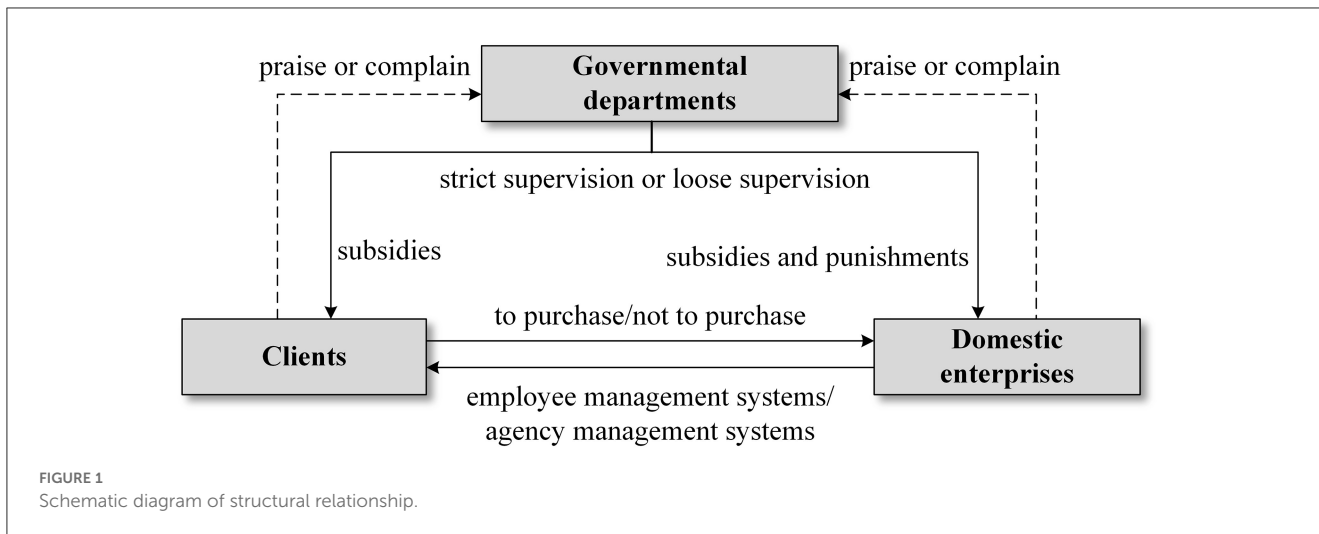 praise or complain
Governmental
departments
praise or complain
strict supervision or loose supervision
subsidies
subsidies and punishments
to purchase/not to purchase
Clients
Domestic
enterprises
employee management systems/
agency management systems
FIGURE 1
Schematic diagram of structural relationship.